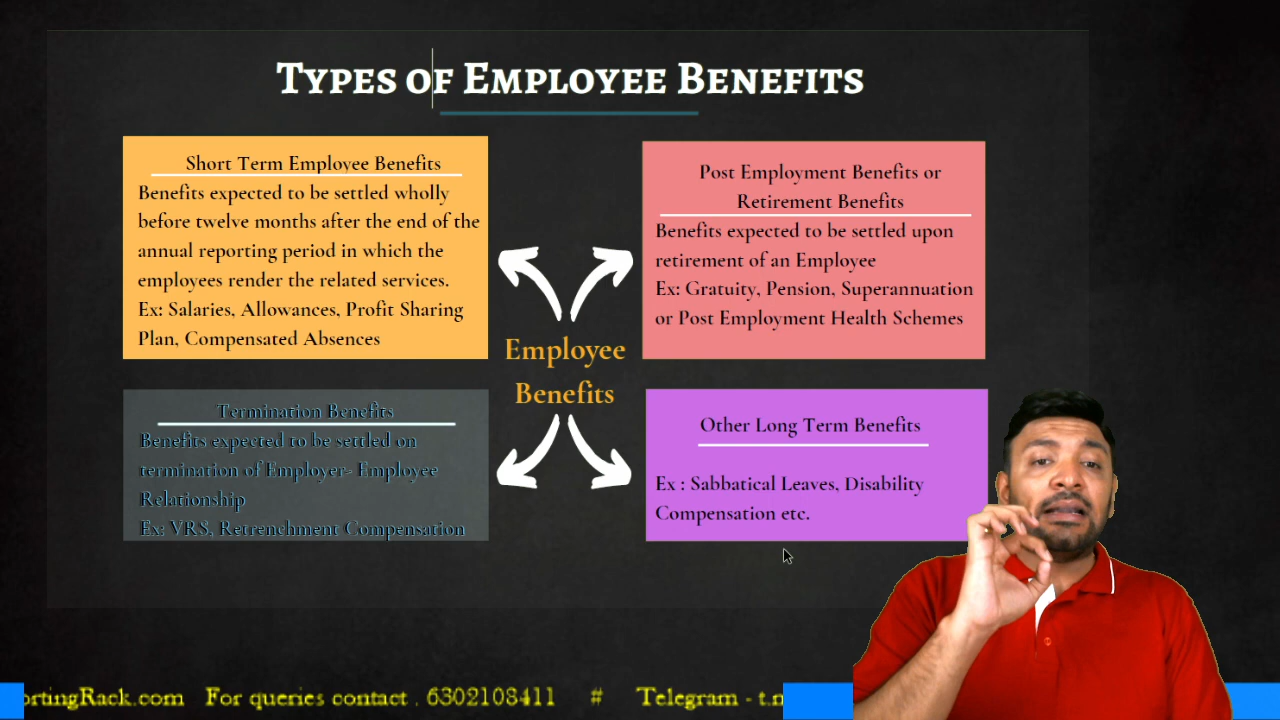 Types of Employee Benefits
Short Term Employee Benefits
Benefits expected to be settled wholly
before twelve months after the end of the
annual reporting period in which the
employees render the related services.
Ex: Salaries, Allowances, Profit Sharing
Plan, Compensated Absences
Post Employment Benefits or
Retirement Benefits
Benefits expected to be settled upon
retirement of an Employee
Ex: Gratuity, Pension, Superannuation
or Post Employment Health Schemes
Employee
Benefits
Termination Benefits
Benefits expected to be settled on
termination of Employer- Employee
Relationship
Ex: VRS, Retrenchment Compensation
Other Long Term Benefits
Ex : Sabbatical Leaves, Disability
Compensation etc.
ortingRack.com For queries contact . 6302108411 # Telegram - t.m